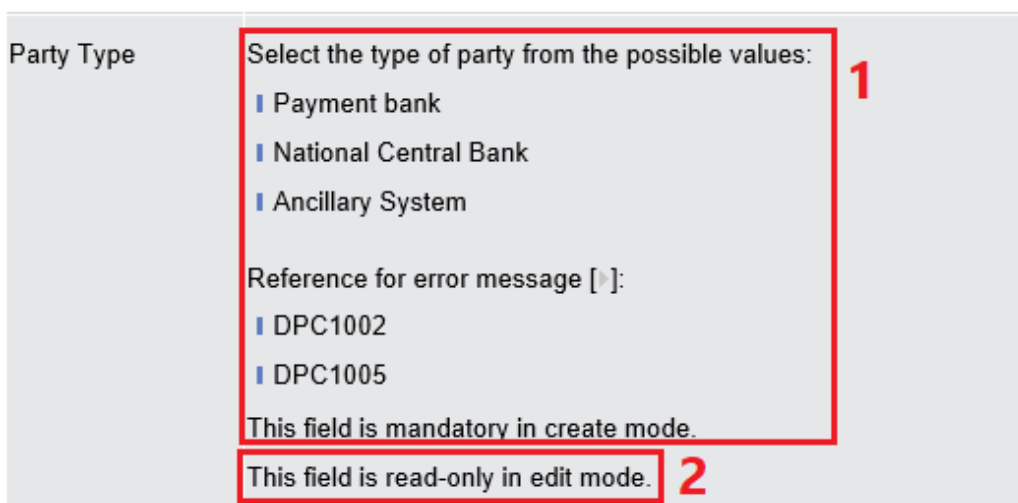 Party Type
Select the type of party from the possible values:
Payment bank
National Central Bank
Ancillary System
Reference for error message [▸]:
DPC1002
DPC1005
This field is mandatory in create mode.
This field is read-only in edit mode.
1
2